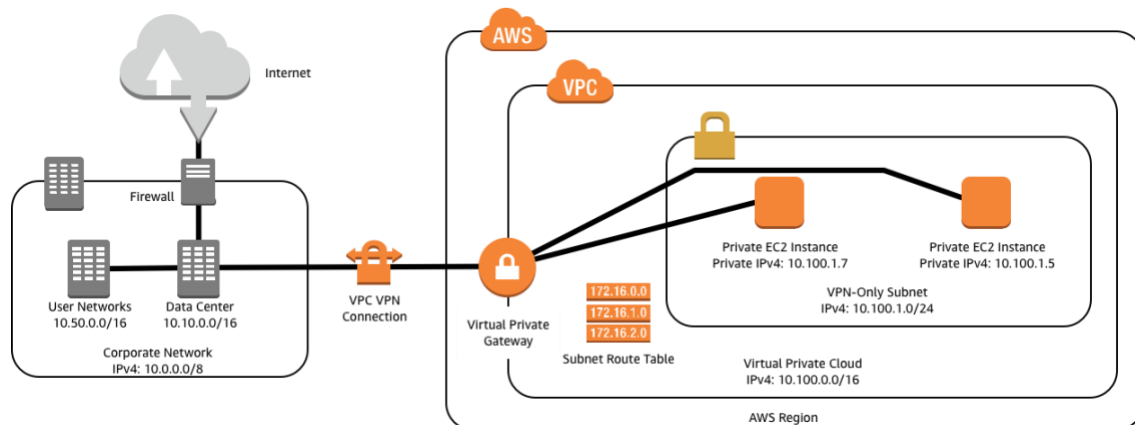 AWS
Internet
VPC
Firewall
User Networks
10.50.0.0/16
Data Center
10.10.0.0/16
Corporate Network
IPv4: 10.0.0.0/8
VPC VPN
Connection
Virtual Private
Gateway
172.16.0.0
172.16.1.0
172.16.2.0
Subnet Route Table
Private EC2 Instance
Private IPv4: 10.100.1.7
Private EC2 Instance
Private IPv4: 10.100.1.5
VPN-Only Subnet
IPv4: 10.100.1.0/24
Virtual Private Cloud
IPv4: 10.100.0.0/16
AWS Region